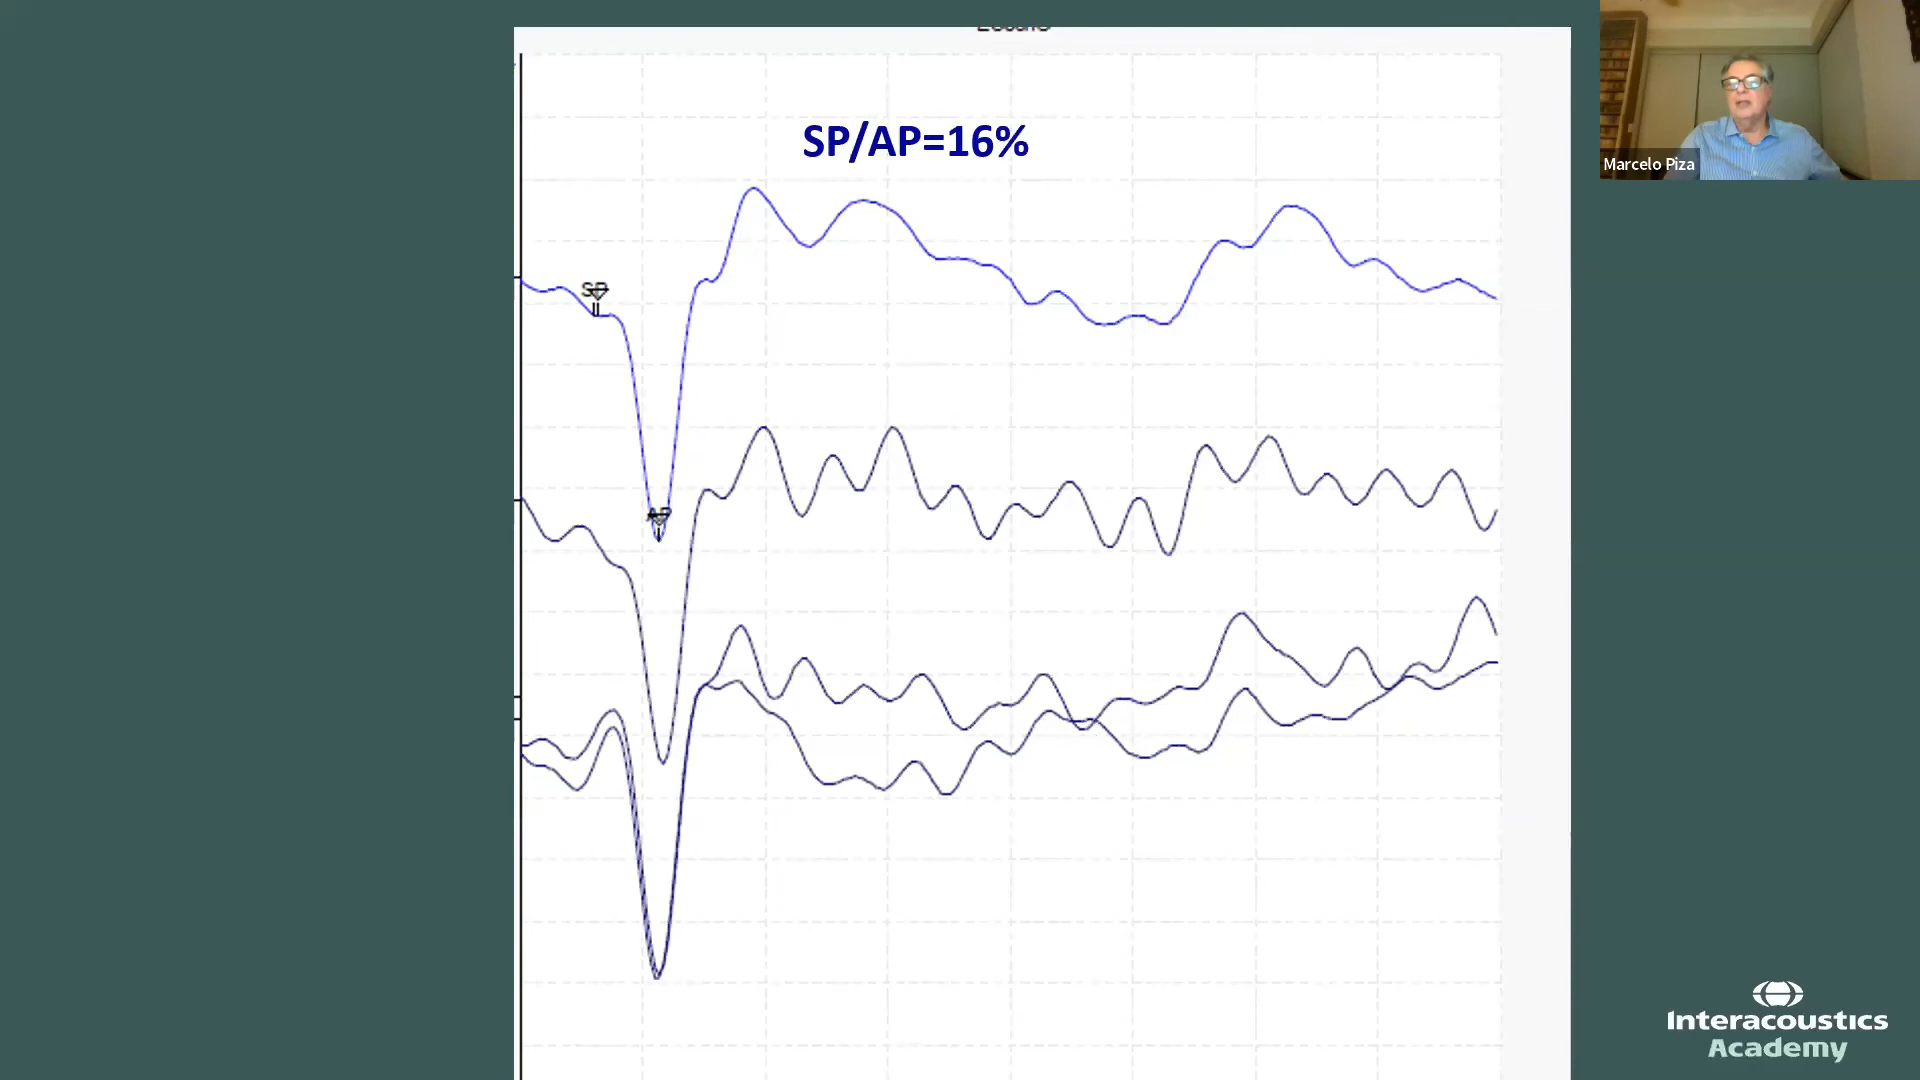 SP/AP=16%
Marcelo Piza
SP
AP
Interacoustics
Academy